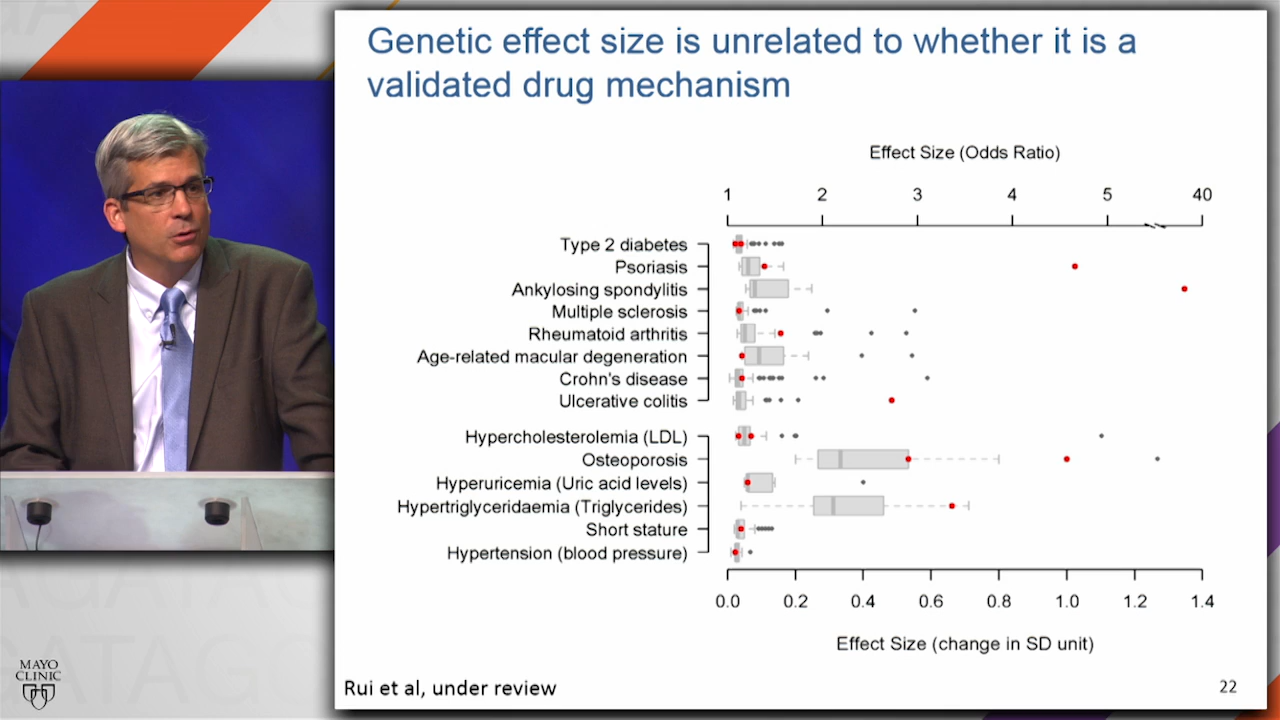 Genetic effect size is unrelated to whether it is a
validated drug mechanism
Effect Size (Odds Ratio)
1 2 3 4 5 40
Type 2 diabetes
Psoriasis
Ankylosing spondylitis
Multiple sclerosis
Rheumatoid arthritis
Age-related macular degeneration
Crohn's disease
Ulcerative colitis
Hypercholesterolemia (LDL)
Osteoporosis
Hyperuricemia (Uric acid levels)
Hypertriglyceridaemia (Triglycerides)
Short stature
Hypertension (blood pressure)
0.0 0.2 0.4 0.6 0.8 1.0 1.2 1.4
Effect Size (change in SD unit)
Rui et al, under review
22
MAYO
CLINIC